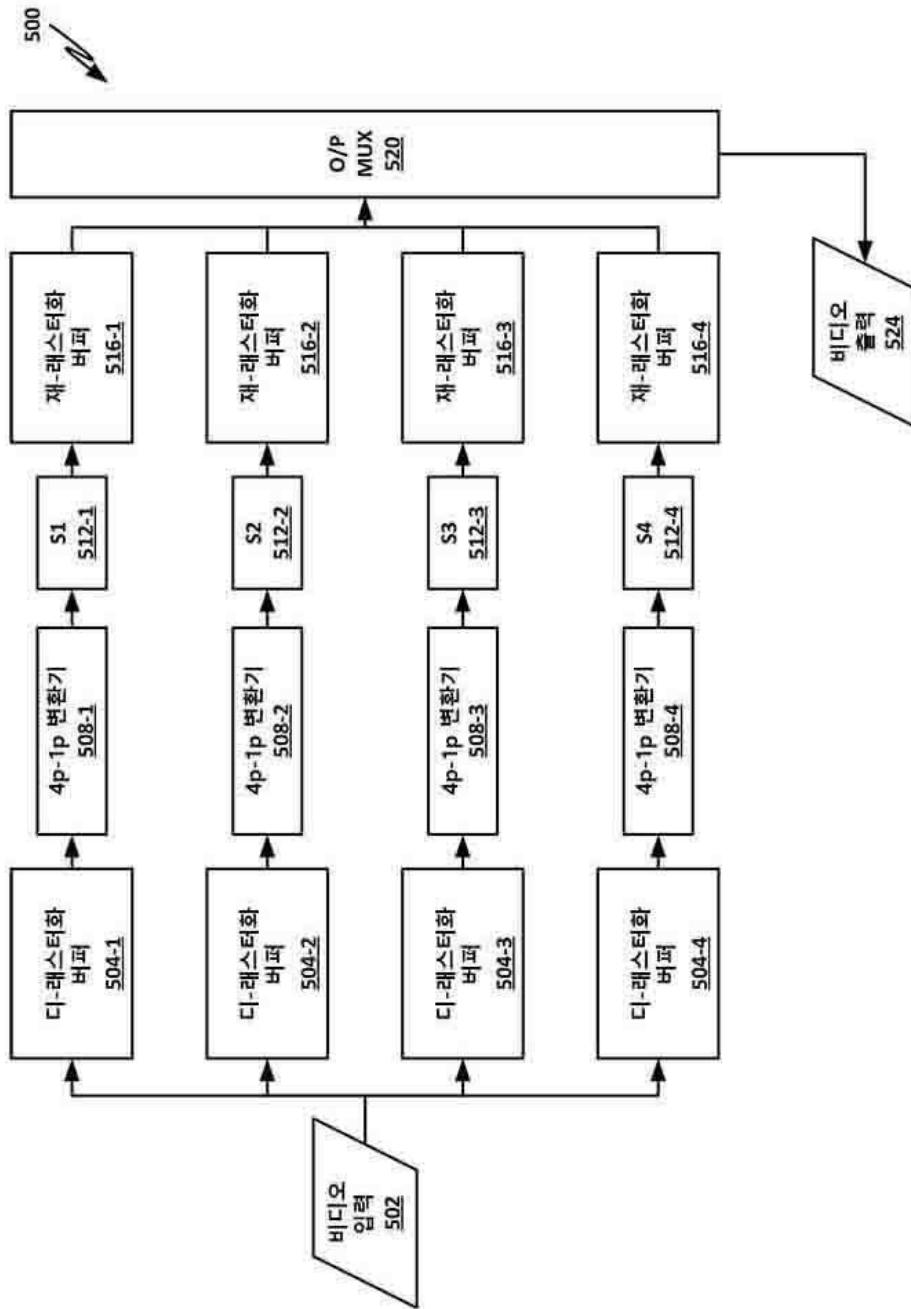 500
비디오
입력
502
디-래스터화
버퍼
504-1
4p-1p 변환기
508-1
S1
512-1
재-래스터화
버퍼
516-1
디-래스터화
버퍼
504-2
4p-1p 변환기
508-2
S2
512-2
재-래스터화
버퍼
516-2
디-래스터화
버퍼
504-3
4p-1p 변환기
508-3
S3
512-3
재-래스터화
버퍼
516-3
디-래스터화
버퍼
504-4
4p-1p 변환기
508-4
S4
512-4
재-래스터화
버퍼
516-4
O/P
MUX
520
비디오
출력
524